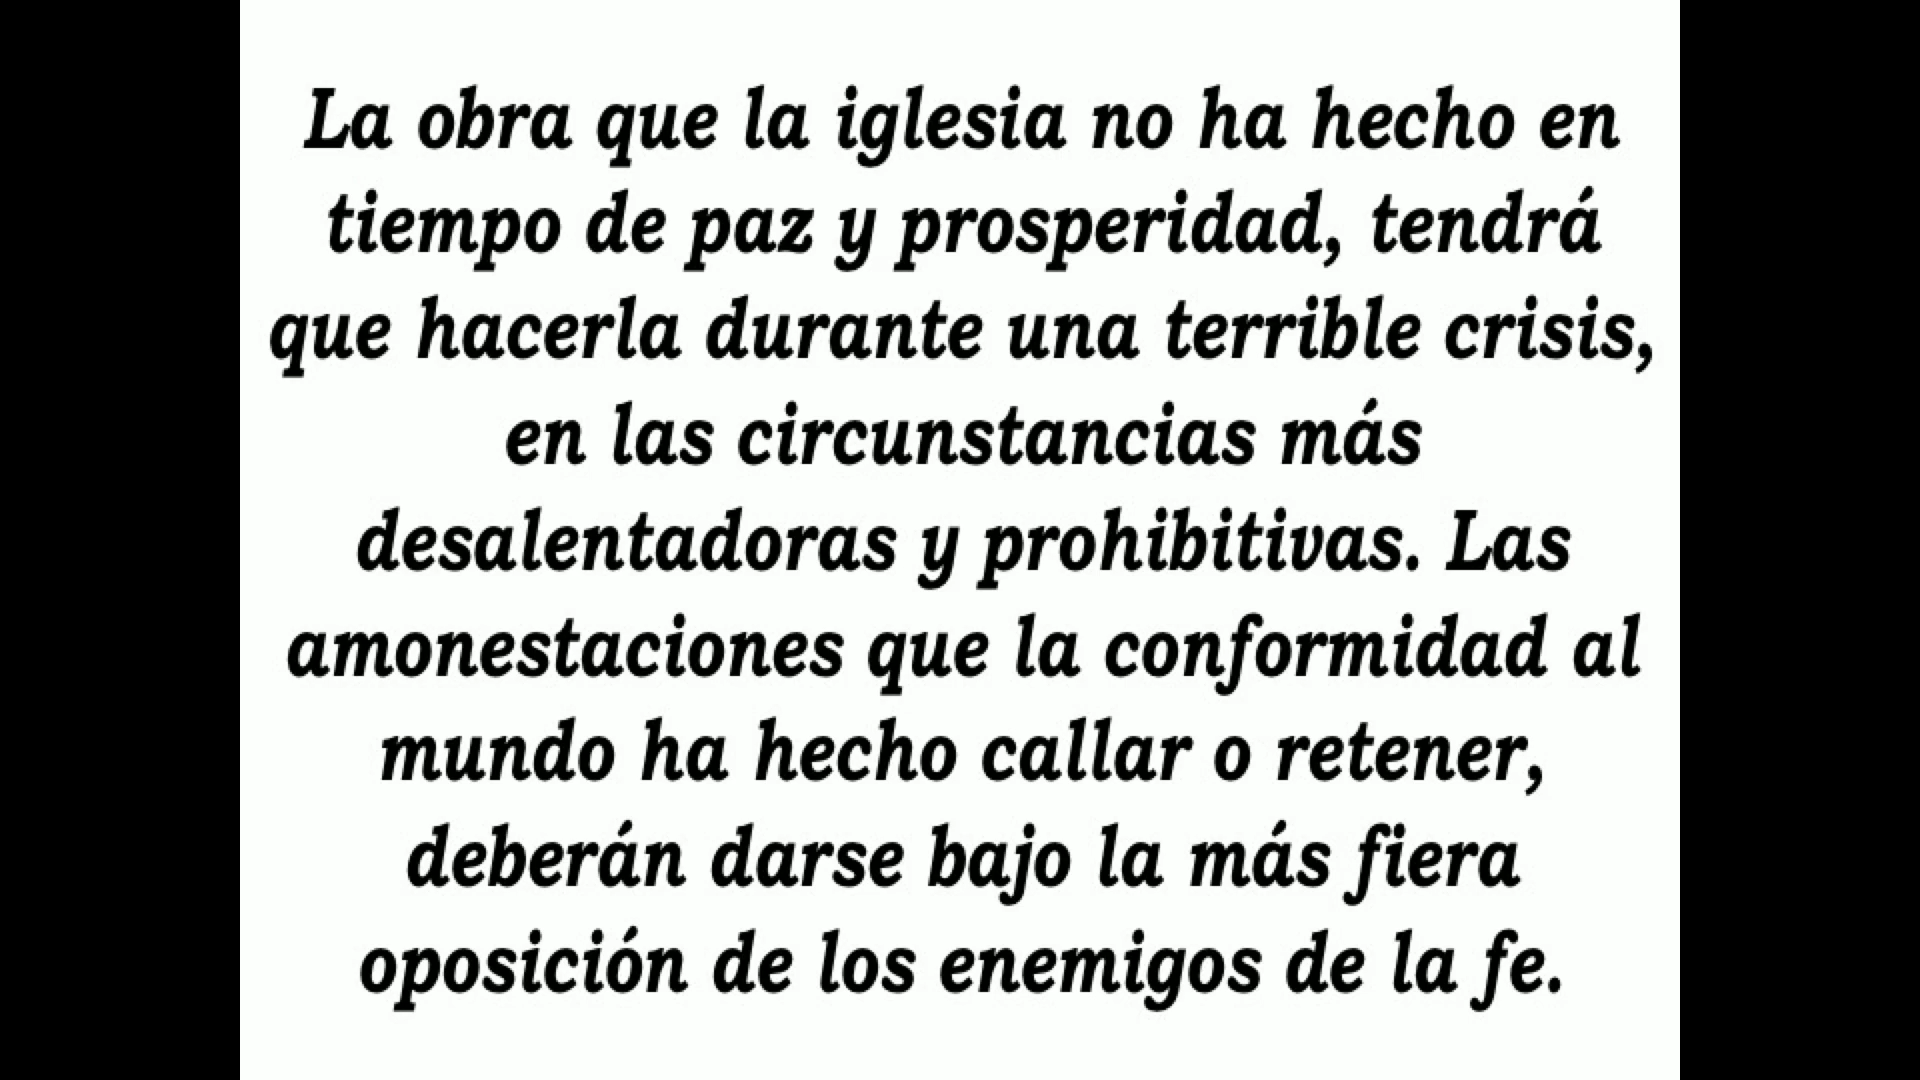 La obra que la iglesia no ha hecho en
tiempo de paz y prosperidad, tendrá
que hacerla durante una terrible crisis,
en las circunstancias más
desalentadoras y prohibitivas. Las
amonestaciones que la conformidad al
mundo ha hecho callar o retener,
deberán darse bajo la más fiera
oposición de los enemigos de la fe.